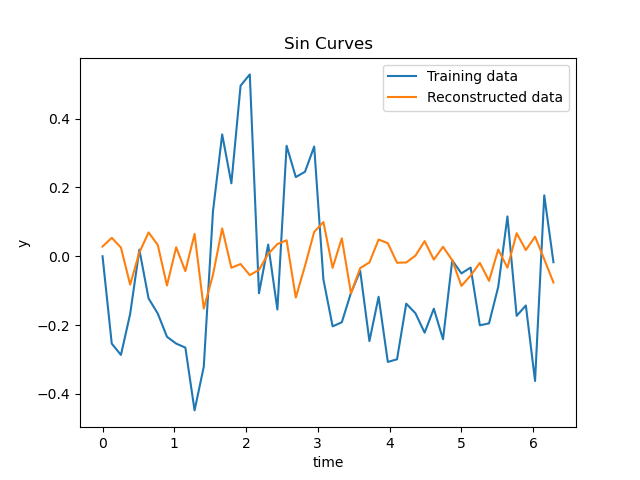 Sin Curves
Training data
Reconstructed data
0.4
0.2
0.0
−0.2
−0.4
y
0 1 2 3 4 5 6
time